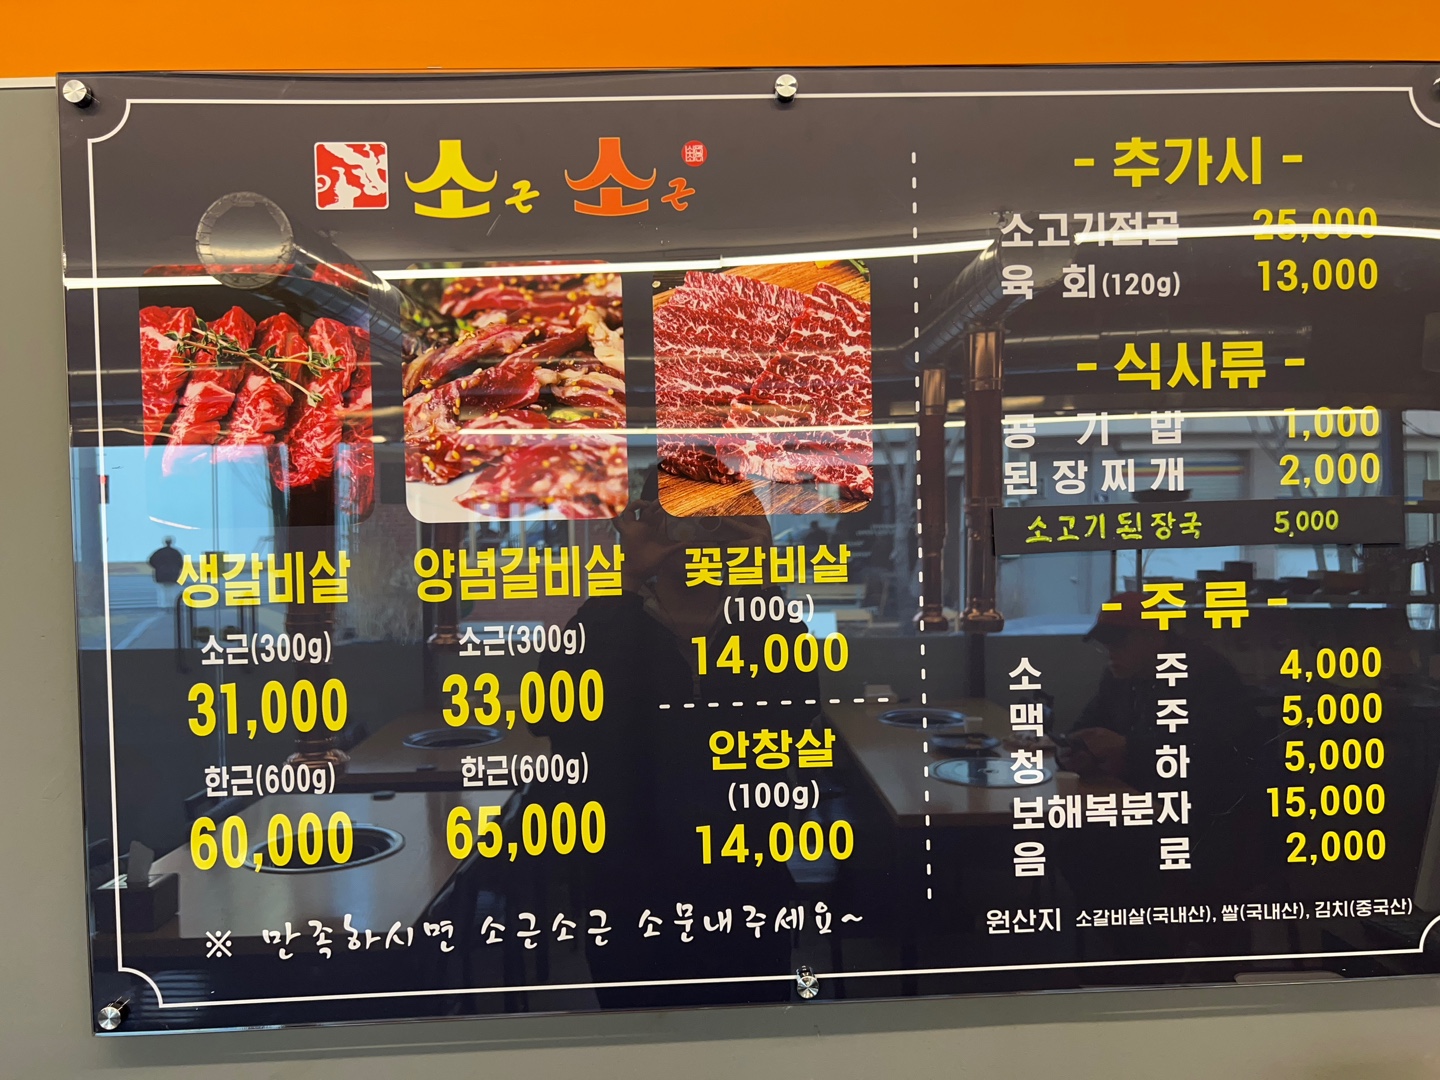 소근 소근
생갈비살
소근(300g)
31,000
한근(600g)
60,000
양념갈비살
소근(300g)
33,000
한근(600g)
65,000
꽃갈비살
(100g)
14,000
안창살
(100g)
14,000
※ 만족하시면 소근소근 소문내주세요~
- 추가시 -
소고기전골 25,000
육 회(120g) 13,000
- 식사류 -
공 기 밥 1,000
된장찌개 2,000
소고기 된장국 5,000
- 주류 -
소 주 4,000
맥 주 5,000
청 하 5,000
보해복분자 15,000
음 료 2,000
원산지 소갈비살(국내산), 쌀(국내산), 김치(중국산)